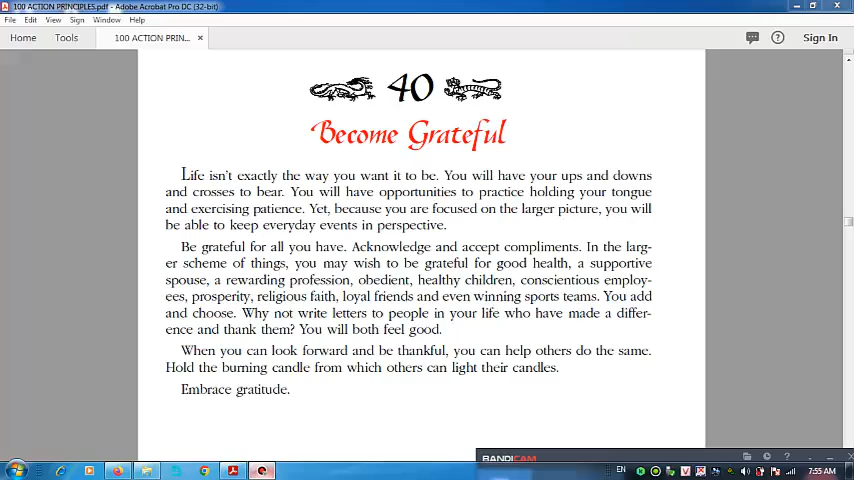 100 ACTION PRINCIPLES.pdf - Adobe Acrobat Pro DC (32-bit)
File Edit View Sign Window Help
Home Tools 100 ACTION PRIN... × Sign In
40
Become Grateful
Life isn't exactly the way you want it to be. You will have your ups and downs
and crosses to bear. You will have opportunities to practice holding your tongue
and exercising patience. Yet, because you are focused on the larger picture, you will
be able to keep everyday events in perspective.
Be grateful for all you have. Acknowledge and accept compliments. In the larg-
er scheme of things, you may wish to be grateful for good health, a supportive
spouse, a rewarding profession, obedient, healthy children, conscientious employ-
ees, prosperity, religious faith, loyal friends and even winning sports teams. You add
and choose. Why not write letters to people in your life who have made a differ-
ence and thank them? You will both feel good.
When you can look forward and be thankful, you can help others do the same.
Hold the burning candle from which others can light their candles.
Embrace gratitude.
BANDICAM
EN 7:55 AM